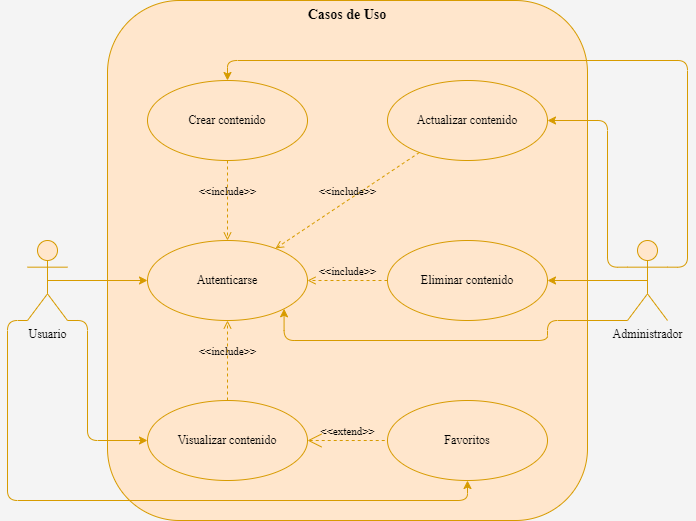 Casos de Uso
Crear contenido
Actualizar contenido
<<include>>
<<include>>
Autenticarse
<<include>>
Eliminar contenido
Usuario
Administrador
<<include>>
Visualizar contenido
<<extend>>
Favoritos